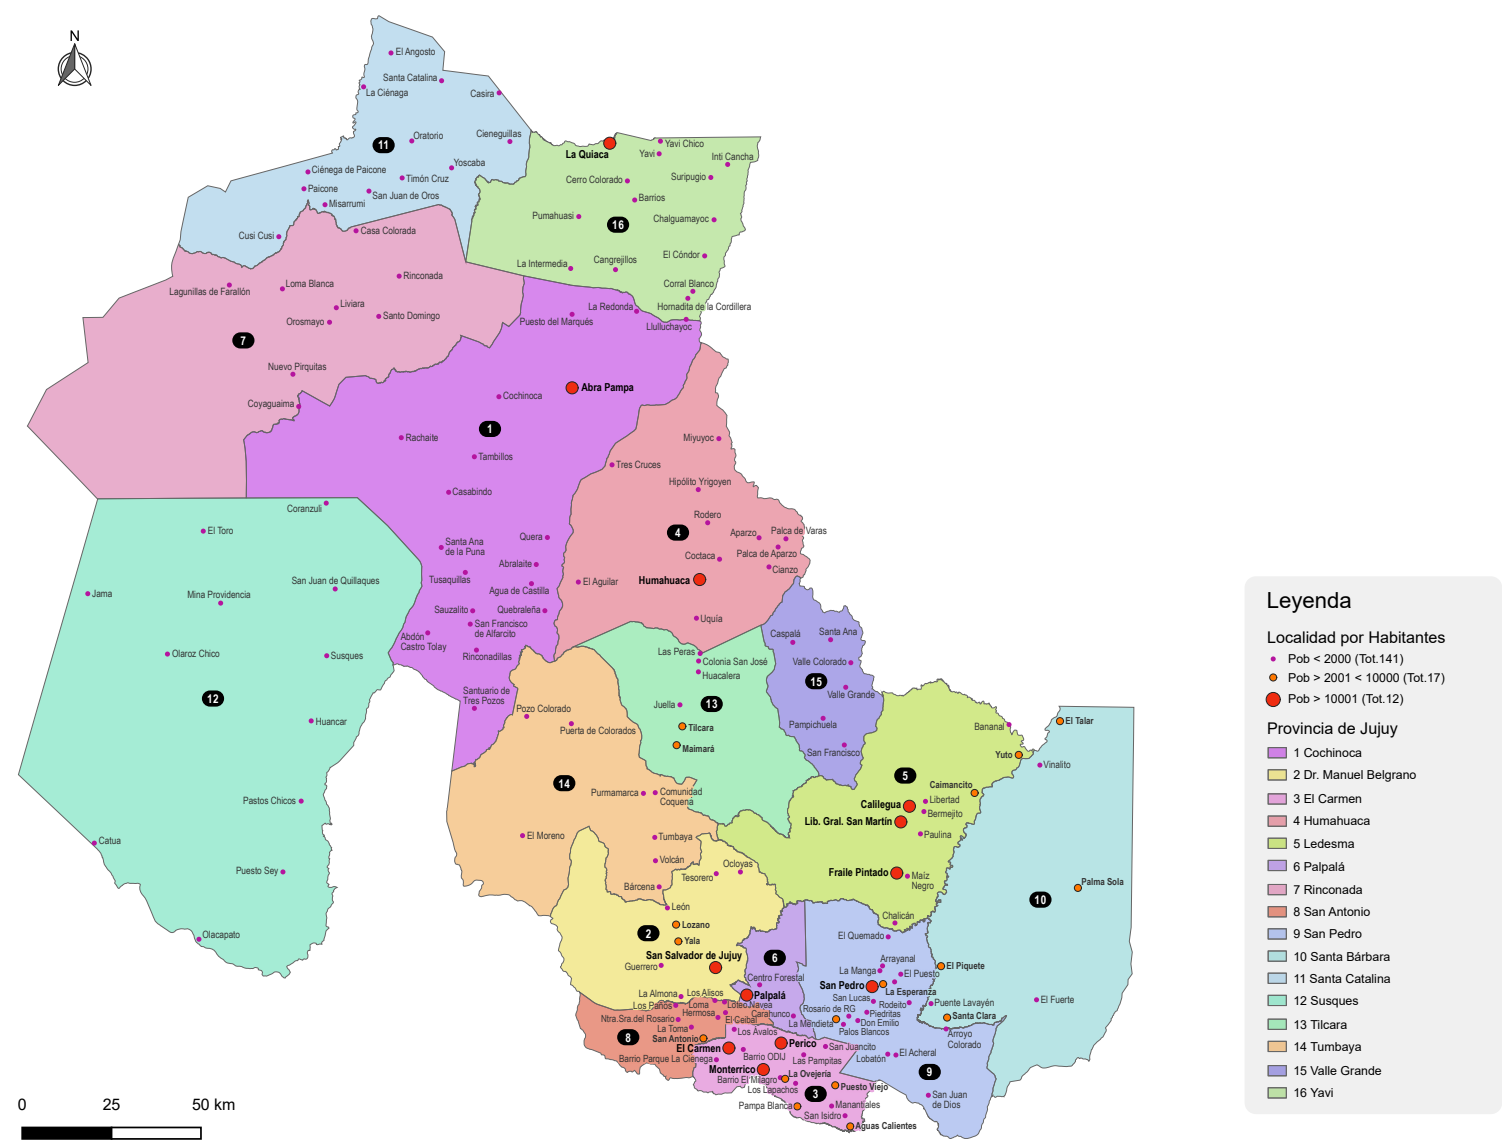 N
El Angosto
Santa Catalina
La Ciénaga
Casira
Oratorio
Cieneguillas
11
Yoscaba
Ciénega de Paicone
Timón Cruz
Paicone
San Juan de Oros
Misarrumi
Cusi Cusi
La Quiaca
Yavi Chico
Yavi
Inti Cancha
Cerro Colorado
Suripugio
Barrios
Pumahuasi
16
Chalguamayoc
El Cóndor
La Intermedia
Cangrejillos
Corral Blanco
Hornadita de la Cordillera
Llulluchayoc
Casa Colorada
Rinconada
Lagunillas de Farallón
Loma Blanca
Liviara
Orosmayo
Santo Domingo
7
Nuevo Pirquitas
Coyaguaima
La Redonda
Puesto del Marqués
Abra Pampa
Cochinoca
1
Rachaite
Tambillos
Casabindo
Quera
Santa Ana
de la Puna
Abralaite
Tusaquillas
Agua de Castilla
Sauzalito
Quebraleña
San Francisco
de Alfarcito
Abdón
Castro Tolay
Rinconadillas
Santuario de
Tres Pozos
Miyuyoc
Tres Cruces
Hipólito Yrigoyen
Rodero
4
Aparzo
Palca de Varas
Palca de Aparzo
Coctaca
Cianzo
Humahuaca
El Aguilar
Uquía
Coranzuli
El Toro
San Juan de Quillaques
Jama
Mina Providencia
Olaroz Chico
Susques
12
Huancar
Pastos Chicos
Catua
Puesto Sey
Olacapato
Las Peras
Colonia San José
Huacalera
Juella
13
Tilcara
Maimará
Caspalá
Santa Ana
Valle Colorado
15
Valle Grande
Pampichuela
San Francisco
Pozo Colorado
Puerta de Colorados
14
Purmamarca
Comunidad
Coquena
El Moreno
Tumbaya
Volcán
Bárcena
Bananal
El Talar
Yuto
Vinalito
5
Caimancito
Calilegua
Libertad
Lib. Gral. San Martín
Bermejito
Paulina
Fraile Pintado
Maíz
Negro
Chalicán
Palma Sola
10
El Piquete
El Fuerte
Puente Lavayén
Santa Clara
Ocloyas
Tesorero
León
Lozano
2
Yala
San Salvador de Jujuy
Guerrero
6
Centro Forestal
Palpalá
Carahunco
El Quemado
Arrayanal
La Manga
El Puesto
San Pedro
La Esperanza
San Lucas
Rodeito
Rosario de RG
Piedritas
La Mendieta
Don Emilio
Palos Blancos
Arroyo
Colorado
Lobatón
El Acheral
9
San Juan
de Dios
La Almona
Los Alisos
Los Paños
Loma
Hermosa
Loteo Navea
Ntra.Sra.del Rosario
El Ceibal
La Toma
8
San Antonio
Los Avalos
El Carmen
Perico
San Juancito
Barrio Parque La Cienega
Barrio ODIJ
Las Pampitas
Monterrico
Barrio El Milagro
La Ovejería
Los Lapachos
Puesto Viejo
3
Pampa Blanca
Manantiales
San Isidro
Aguas Calientes
Leyenda
Localidad por Habitantes
Pob < 2000 (Tot.141)
Pob > 2001 < 10000 (Tot.17)
Pob > 10001 (Tot.12)
Provincia de Jujuy
1 Cochinoca
2 Dr. Manuel Belgrano
3 El Carmen
4 Humahuaca
5 Ledesma
6 Palpalá
7 Rinconada
8 San Antonio
9 San Pedro
10 Santa Bárbara
11 Santa Catalina
12 Susques
13 Tilcara
14 Tumbaya
15 Valle Grande
16 Yavi
0 25 50 km